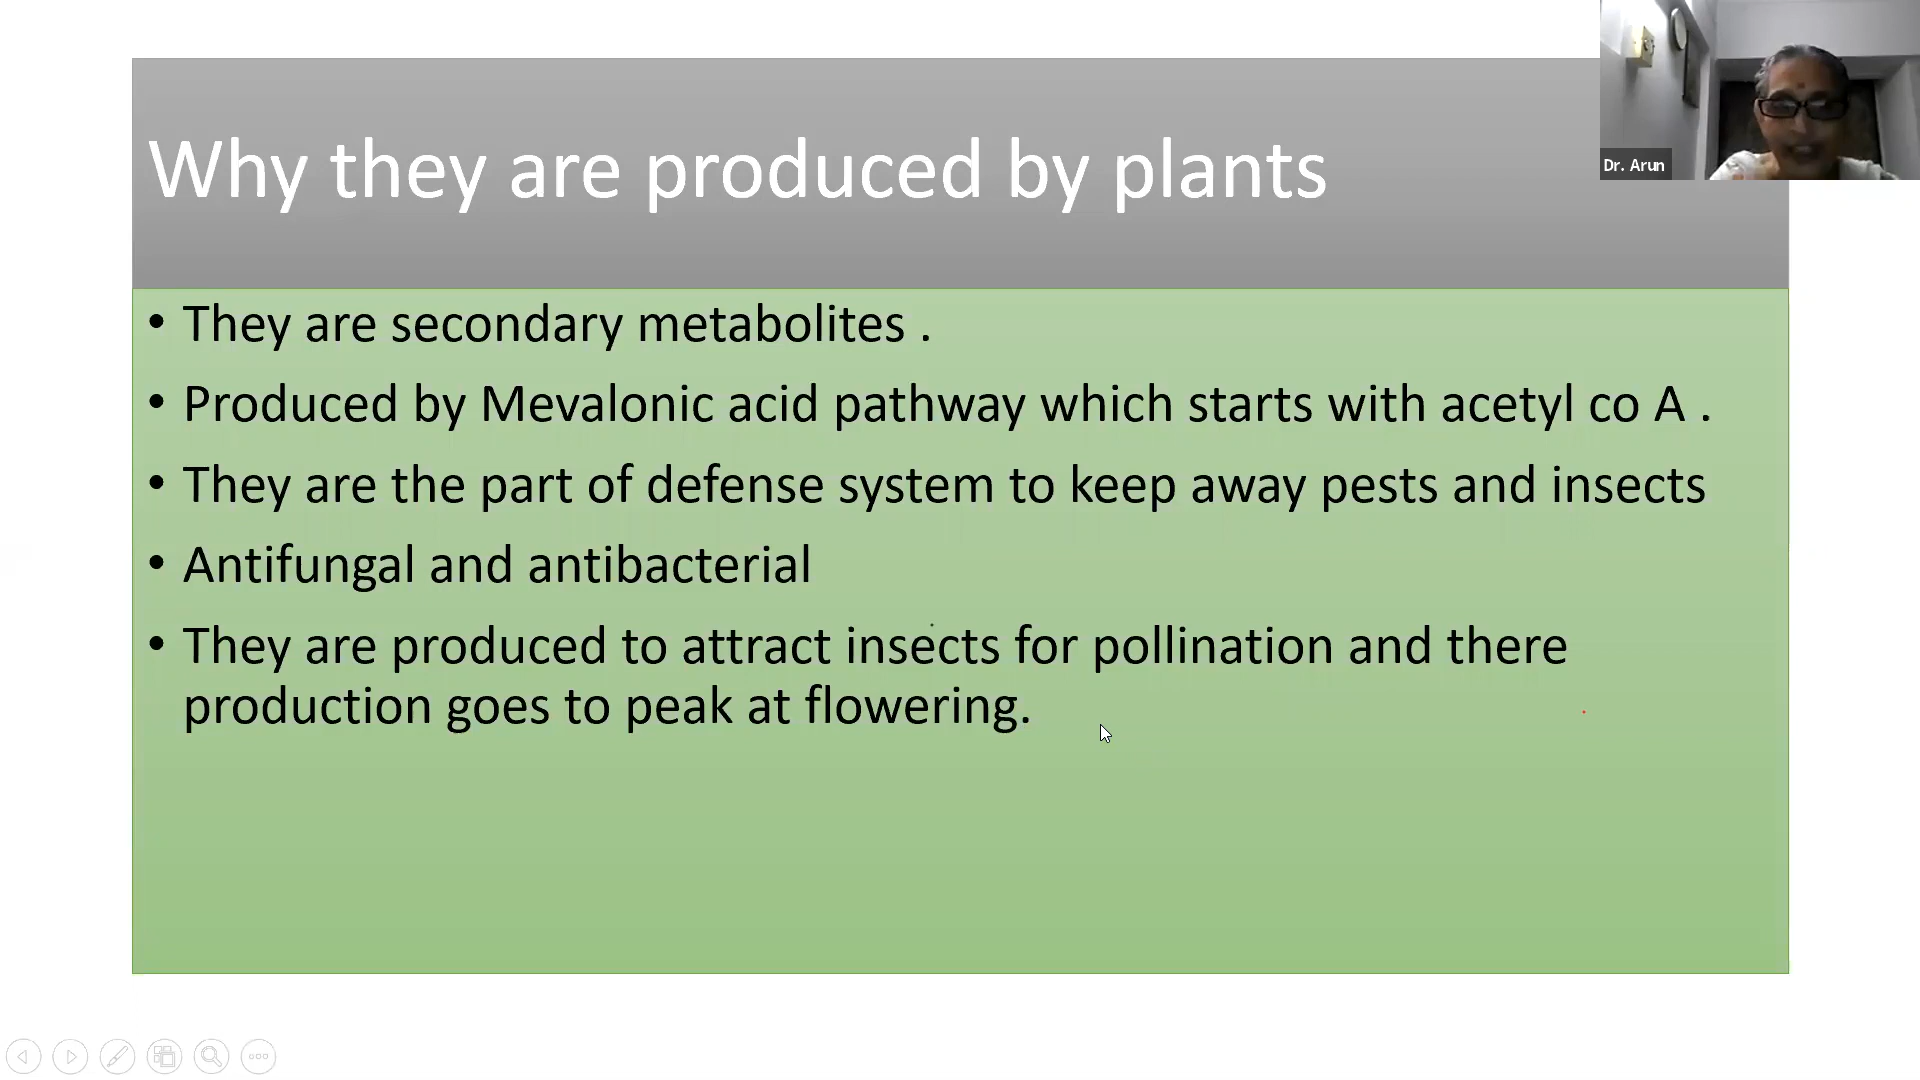 Why they are produced by plants
Dr. Arun
• They are secondary metabolites .
• Produced by Mevalonic acid pathway which starts with acetyl co A .
• They are the part of defense system to keep away pests and insects
• Antifungal and antibacterial
• They are produced to attract insects for pollination and there
production goes to peak at flowering.